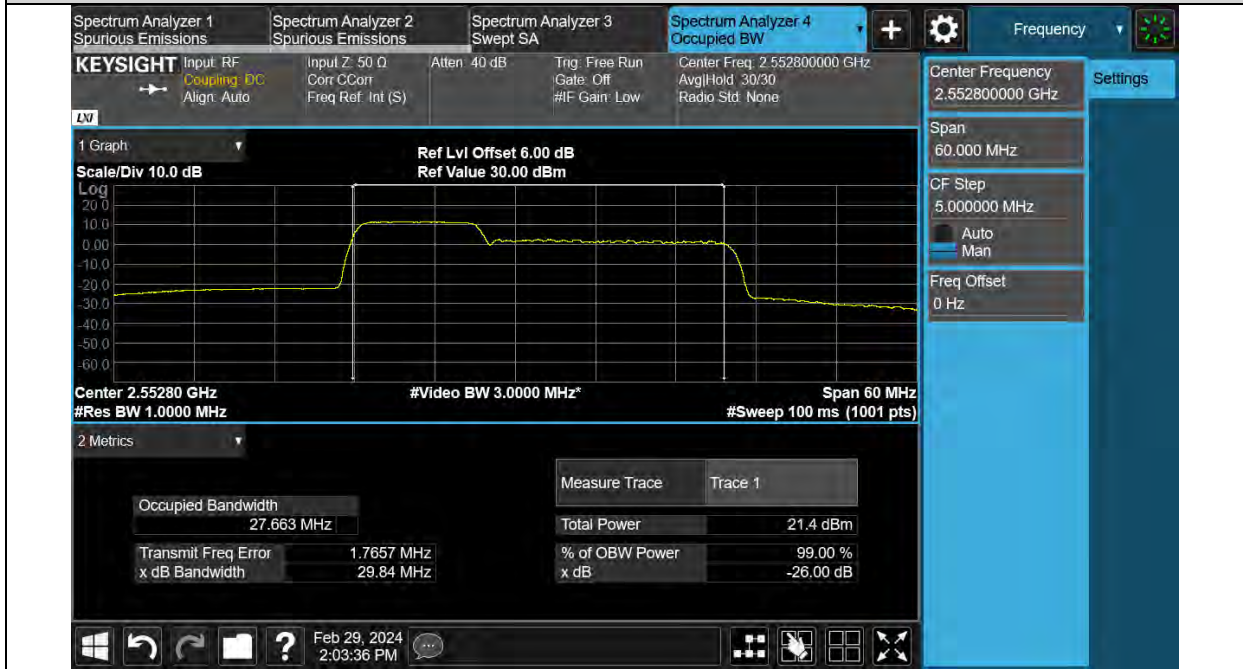 Spectrum Analyzer 1
Spurious Emissions
Spectrum Analyzer 2
Spurious Emissions
Spectrum Analyzer 3
Swept SA
Spectrum Analyzer 4
Occupied BW
Frequency
KEYSIGHT
Input: RF
Coupling: DC
Align: Auto
Input Z: 50 Ω
Corr CCorr
Freq Ref: Int (S)
Atten: 40 dB
Trig: Free Run
Gate: Off
#IF Gain: Low
Center Freq: 2.552800000 GHz
Avg|Hold: 30/30
Radio Std: None
LXI
Center Frequency
2.552800000 GHz
Settings
Span
60.000 MHz
CF Step
5.000000 MHz
Auto
Man
Freq Offset
0 Hz
1 Graph
Scale/Div 10.0 dB
Ref Lvl Offset 6.00 dB
Ref Value 30.00 dBm
Log
20.0
10.0
0.00
-10.0
-20.0
-30.0
-40.0
-50.0
-60.0
Center 2.55280 GHz
#Video BW 3.0000 MHz*
Span 60 MHz
#Res BW 1.0000 MHz
#Sweep 100 ms (1001 pts)
2 Metrics
Measure Trace
Trace 1
Occupied Bandwidth
27.663 MHz
Total Power
21.4 dBm
Transmit Freq Error
1.7657 MHz
% of OBW Power
99.00 %
x dB Bandwidth
29.84 MHz
x dB
-26.00 dB
?
Feb 29, 2024
2:03:36 PM